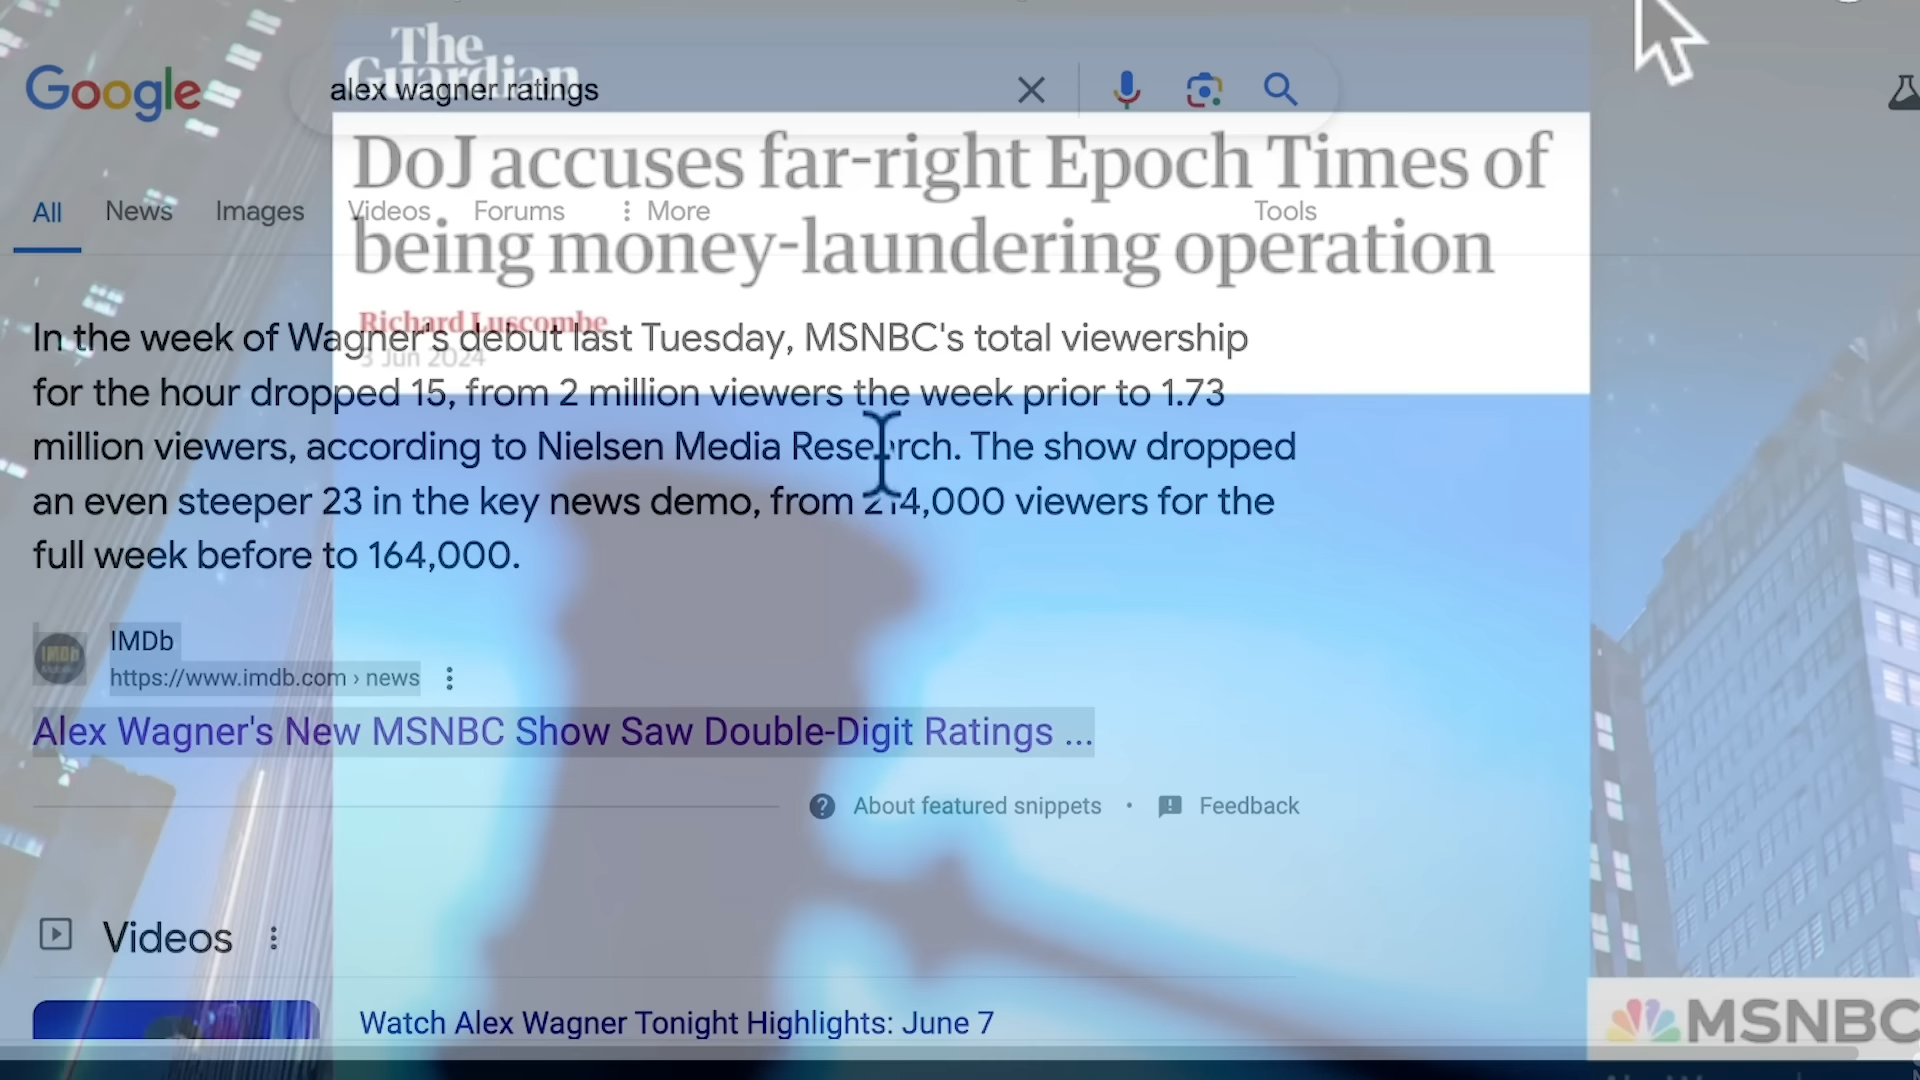 The
Guardian
Google
alex wagner ratings
DoJ accuses far-right Epoch Times of
being money-laundering operation
All News Images Videos Forums More Tools
Richard Luscombe
3 Jun 2024
In the week of Wagner's debut last Tuesday, MSNBC's total viewership
for the hour dropped 15, from 2 million viewers the week prior to 1.73
million viewers, according to Nielsen Media Research. The show dropped
an even steeper 23 in the key news demo, from 214,000 viewers for the
full week before to 164,000.
IMDb
IMDb
https://www.imdb.com › news
Alex Wagner's New MSNBC Show Saw Double-Digit Ratings ...
About featured snippets • Feedback
Videos
Watch Alex Wagner Tonight Highlights: June 7
MSNBC